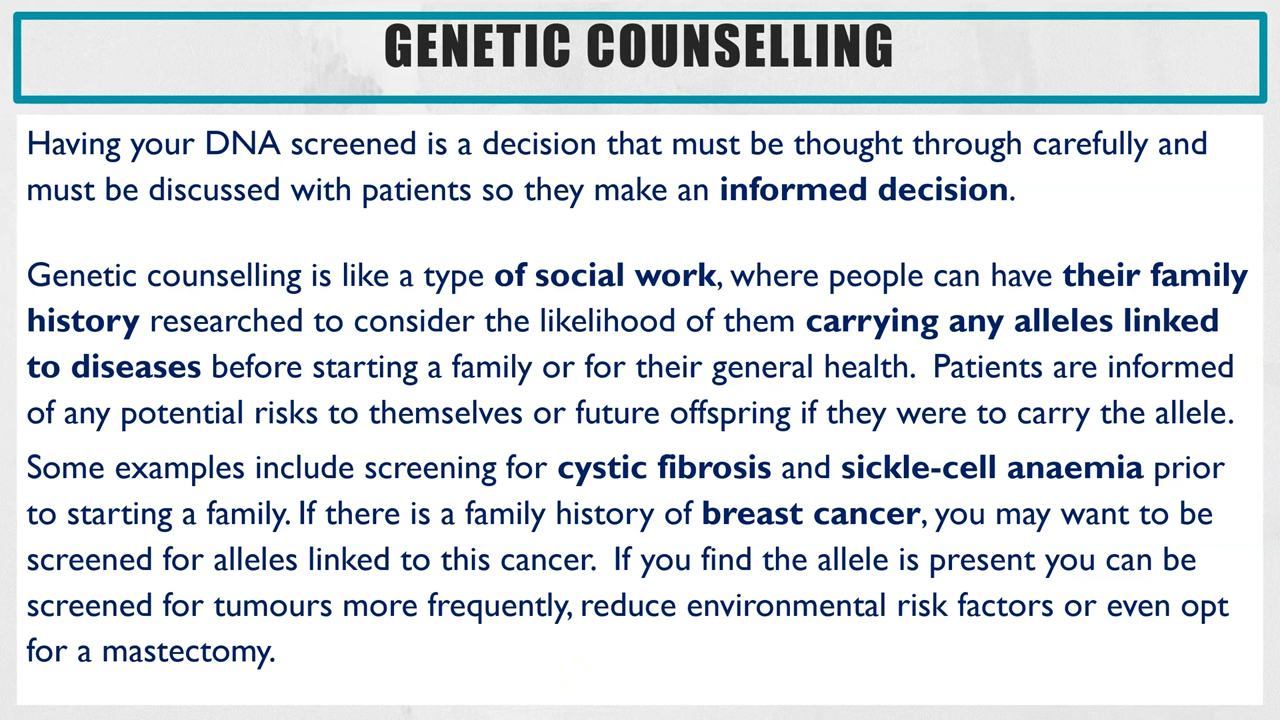 GENETIC COUNSELLING
Having your DNA screened is a decision that must be thought through carefully and
must be discussed with patients so they make an informed decision.
Genetic counselling is like a type of social work, where people can have their family
history researched to consider the likelihood of them carrying any alleles linked
to diseases before starting a family or for their general health. Patients are informed
of any potential risks to themselves or future offspring if they were to carry the allele.
Some examples include screening for cystic fibrosis and sickle-cell anaemia prior
to starting a family. If there is a family history of breast cancer, you may want to be
screened for alleles linked to this cancer. If you find the allele is present you can be
screened for tumours more frequently, reduce environmental risk factors or even opt
for a mastectomy.